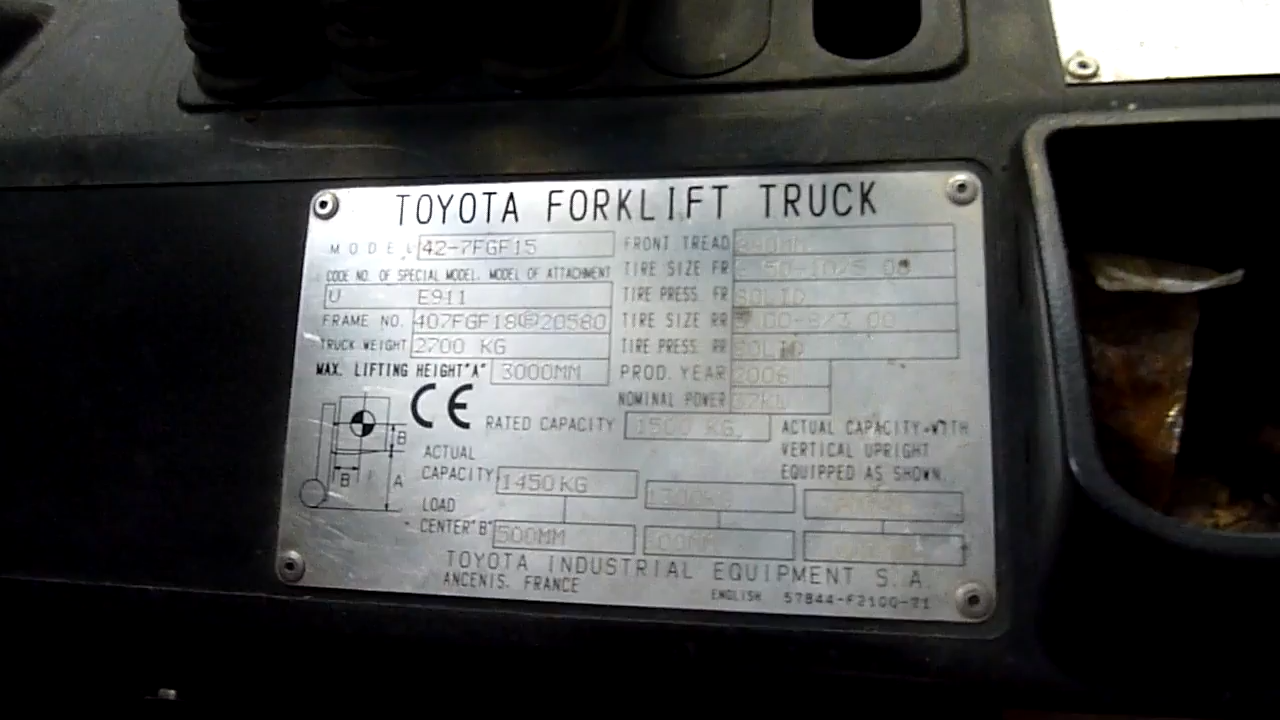 TOYOTA FORKLIFT TRUCK
MODEL 42-7FGF15
CODE NO. OF SPECIAL MODEL. MODEL OF ATTACHMENT
U E911
FRAME NO. 407FGF18 20580
TRUCK WEIGHT 2700 KG
MAX. LIFTING HEIGHT"A" 3000MM
FRONT TREAD
TIRE SIZE FR
TIRE PRESS. FR SOLID
TIRE SIZE RR
TIRE PRESS. RR SOLID
PROD. YEAR 2006
NOMINAL POWER
CE
RATED CAPACITY 1500 KG.
ACTUAL CAPACITY WITH
VERTICAL UPRIGHT
EQUIPPED AS SHOWN.
B
B
A
ACTUAL
CAPACITY 1450KG
LOAD
CENTER"B" 500MM
TOYOTA INDUSTRIAL EQUIPMENT S.A.
ANCENIS. FRANCE
ENGLISH